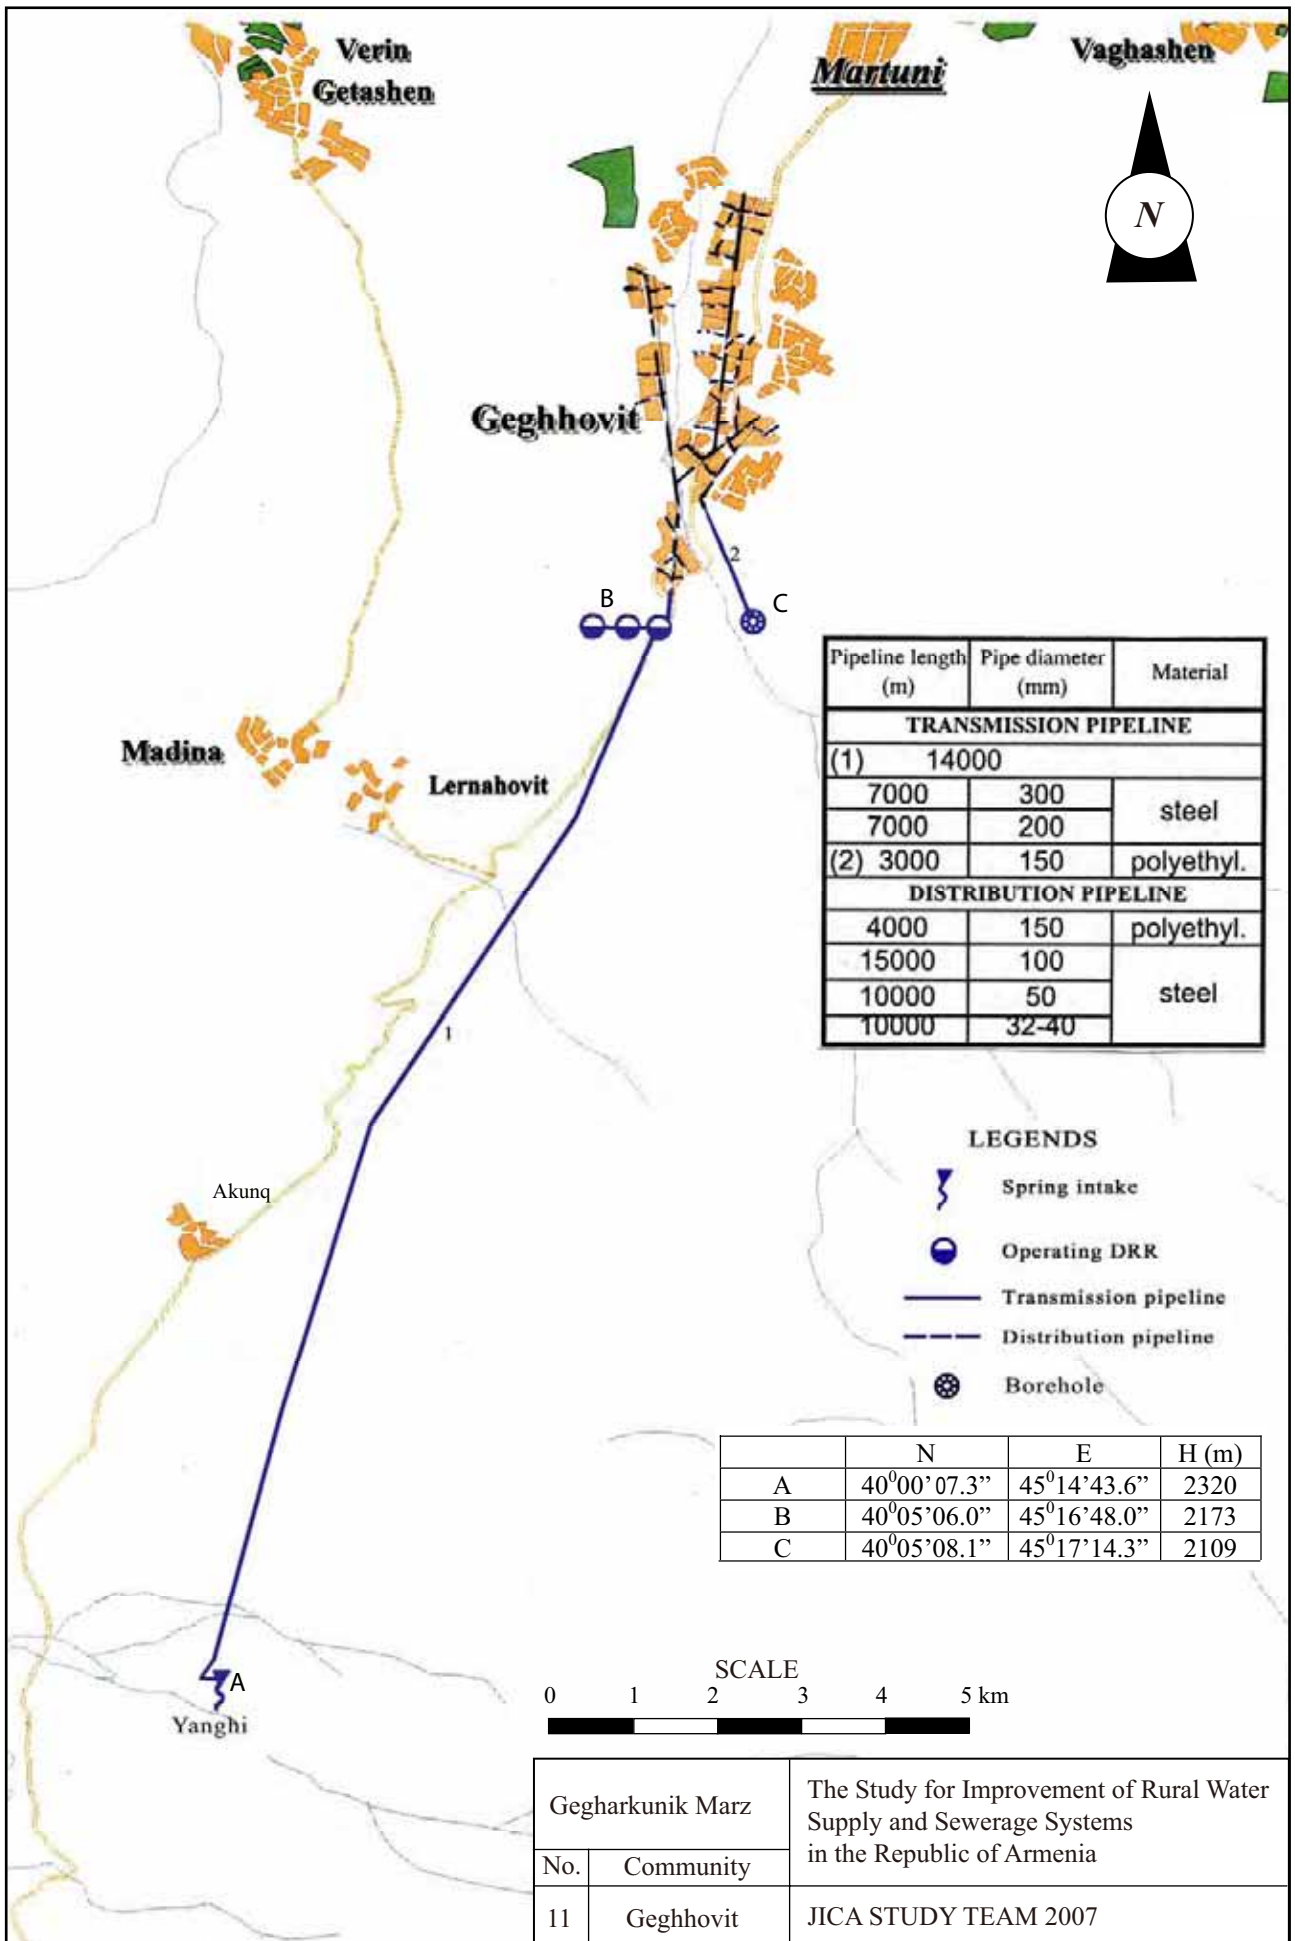 Verin
Getashen
Martuni
Vaghashen
N
Geghhovit
2
B
C
Madina
Lernahovit
1
Akunq
Pipeline length (m) Pipe diameter (mm) Material
TRANSMISSION PIPELINE
(1) 14000
7000 300 steel
7000 200
(2) 3000 150 polyethyl.
DISTRIBUTION PIPELINE
4000 150 polyethyl.
15000 100 steel
10000 50
10000 32-40
LEGENDS
Spring intake
Operating DRR
Transmission pipeline
Distribution pipeline
Borehole
N E H (m)
A 40⁰00’07.3” 45⁰14’43.6” 2320
B 40⁰05’06.0” 45⁰16’48.0” 2173
C 40⁰05’08.1” 45⁰17’14.3” 2109
A
Yanghi
SCALE
0 1 2 3 4 5 km
Gegharkunik Marz
The Study for Improvement of Rural Water
Supply and Sewerage Systems
in the Republic of Armenia
No. Community
11 Geghhovit
JICA STUDY TEAM 2007